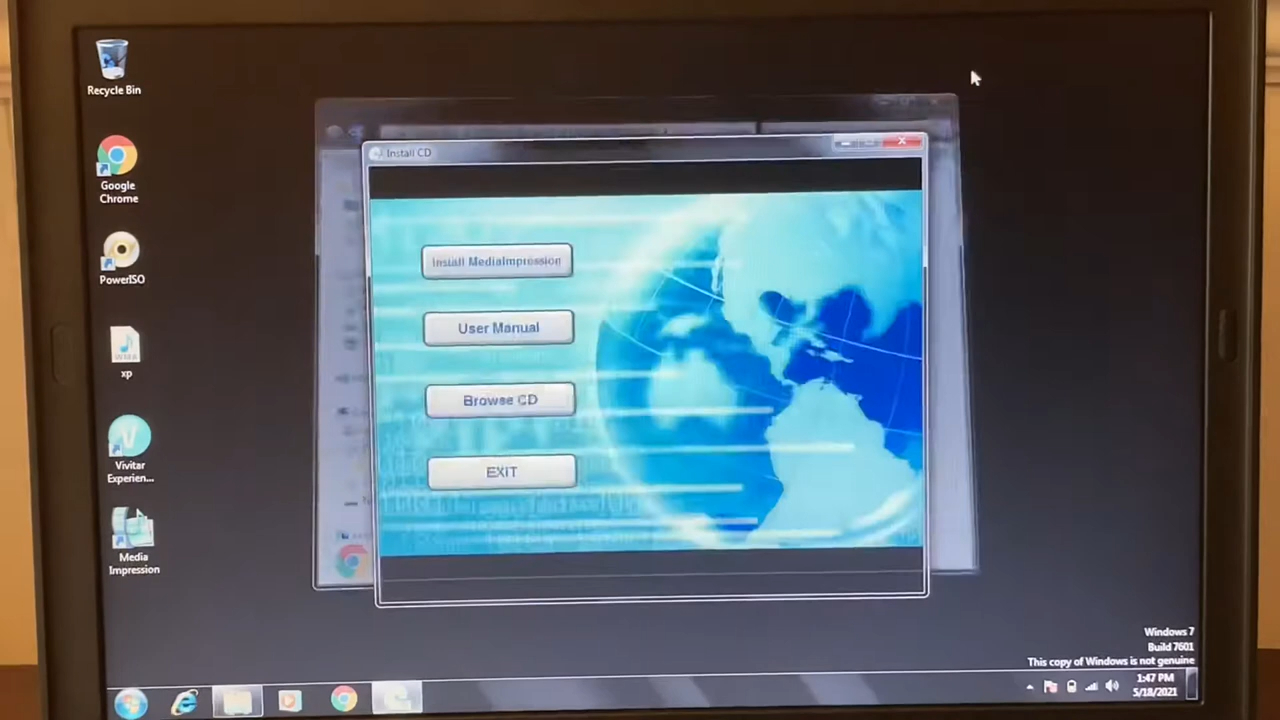 Recycle Bin
Google
Chrome
PowerISO
WMA
xp
V
Vivitar
Experien...
Media
Impression
Install CD
Install MediaImpression
User Manual
Browse CD
EXIT
Windows 7
Build 7601
This copy of Windows is not genuine
1:47 PM
5/18/2021